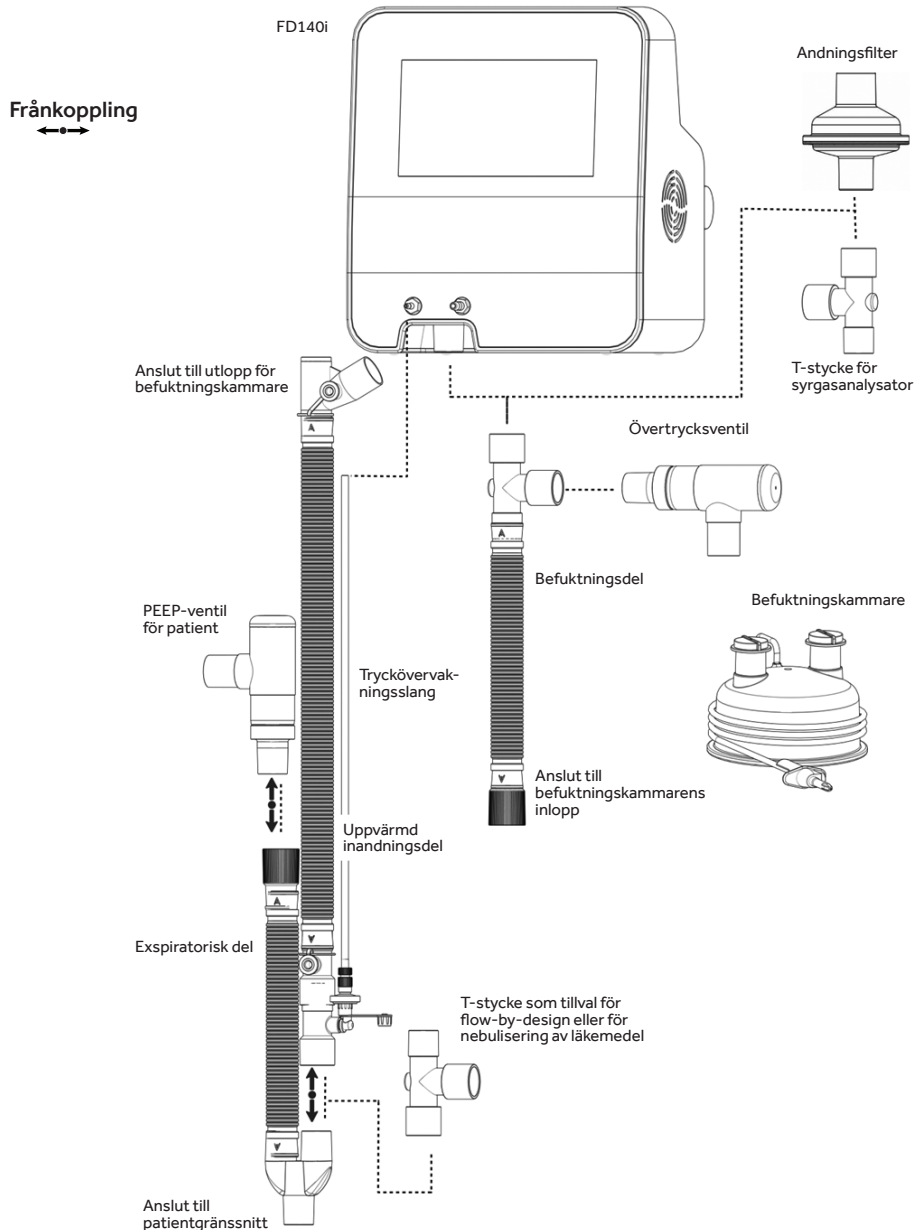 FD140i
Andningsfilter
Frånkoppling
T-stycke för
syrgasanalysator
Anslut till utlopp för
befuktningskammare
Övertrycksventil
Befuktningsdel
Befuktningskammare
PEEP-ventil
för patient
Tryckövervak-
ningsslang
Anslut till
befuktningskammarens
inlopp
Uppvärmd
inandningsdel
Exspiratorisk del
T-stycke som tillval för
flow-by-design eller för
nebulisering av läkemedel
Anslut till
patientgränssnitt